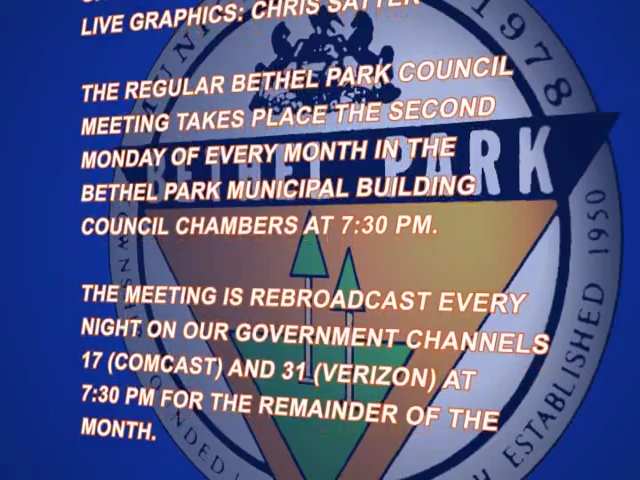 LIVE GRAPHICS: CHRIS SATTER
THE REGULAR BETHEL PARK COUNCIL
MEETING TAKES PLACE THE SECOND
MONDAY OF EVERY MONTH IN THE
BETHEL PARK MUNICIPAL BUILDING
COUNCIL CHAMBERS AT 7:30 PM.
THE MEETING IS REBROADCAST EVERY
NIGHT ON OUR GOVERNMENT CHANNELS
17 (COMCAST) AND 31 (VERIZON) AT
7:30 PM FOR THE REMAINDER OF THE
MONTH.
BETHEL PARK
1978
ESTABLISHED 1950